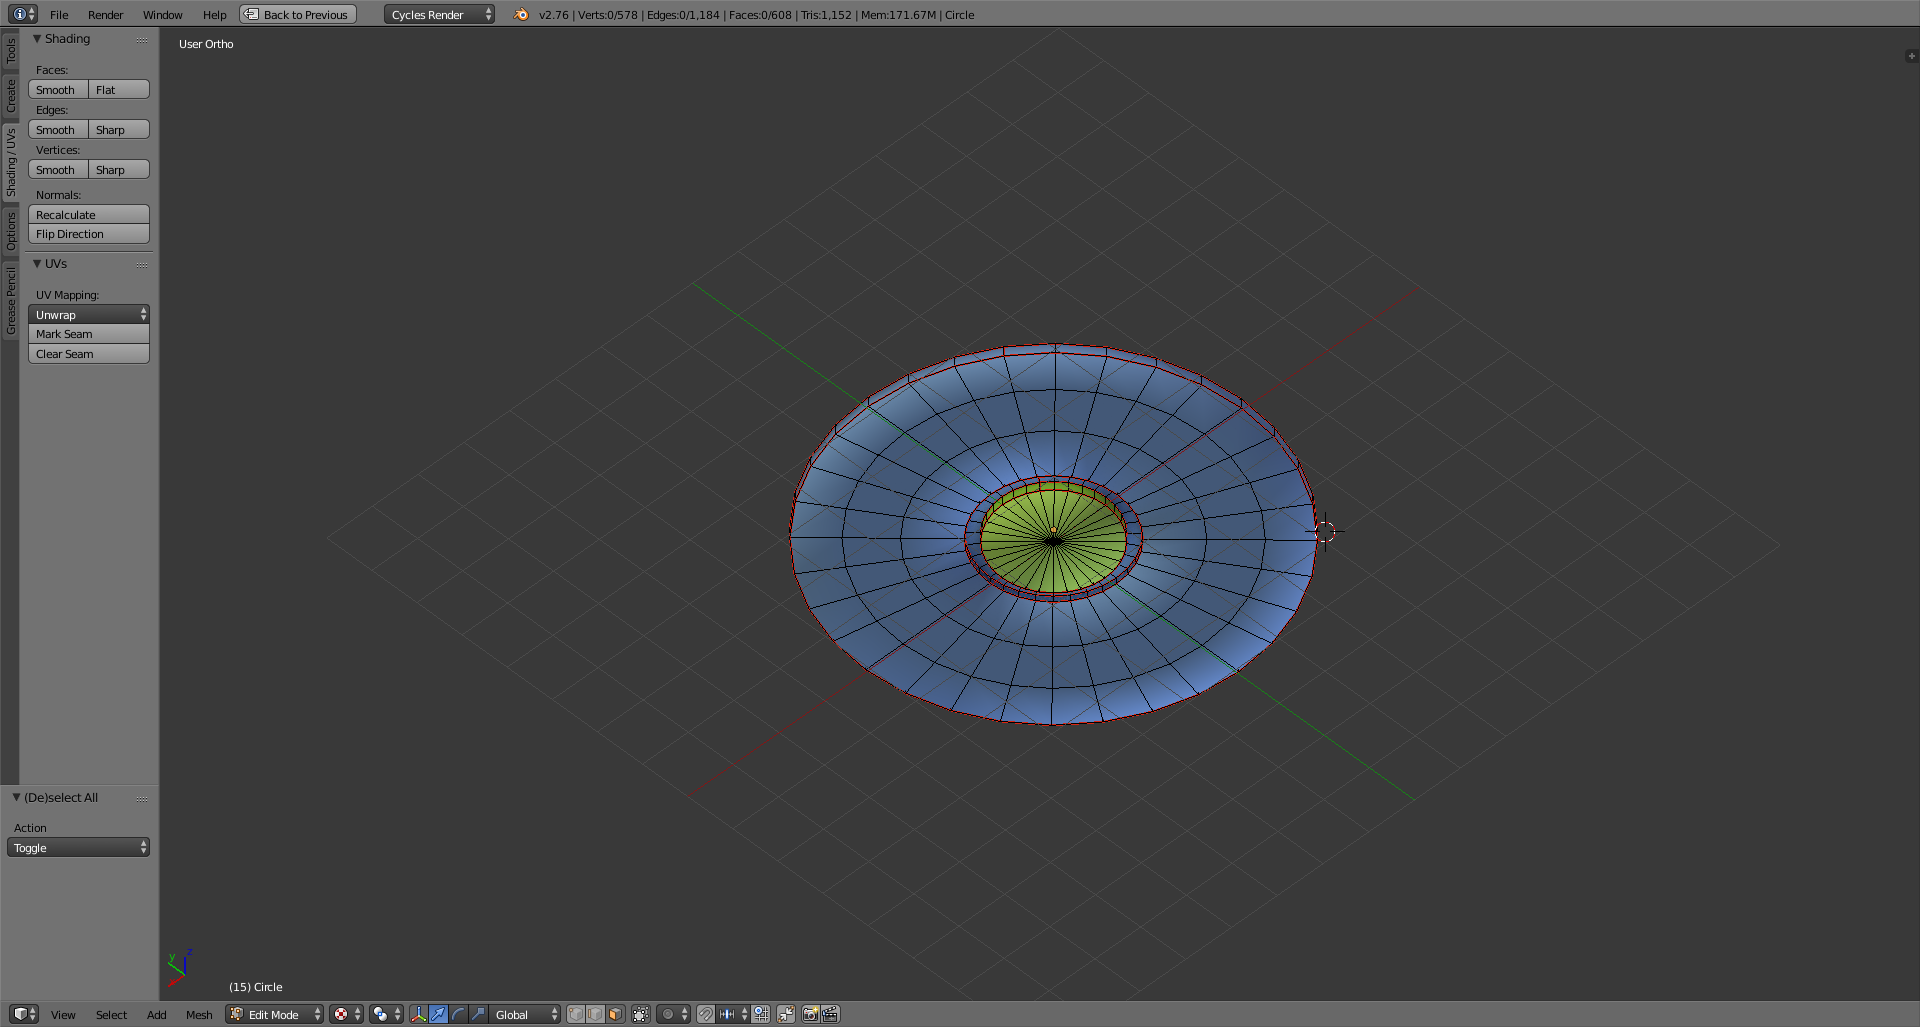 File Render Window Help Back to Previous Cycles Render v2.76 | Verts:0/578 | Edges:0/1,184 | Faces:0/608 | Tris:1,152 | Mem:171.67M | Circle
Tools
Create
Shading / UVs
Options
Grease Pencil
Shading
Faces:
Smooth Flat
Edges:
Smooth Sharp
Vertices:
Smooth Sharp
Normals:
Recalculate
Flip Direction
UVs
UV Mapping:
Unwrap
Mark Seam
Clear Seam
(De)select All
Action
Toggle
User Ortho
y z
(15) Circle
View Select Add Mesh Edit Mode Global